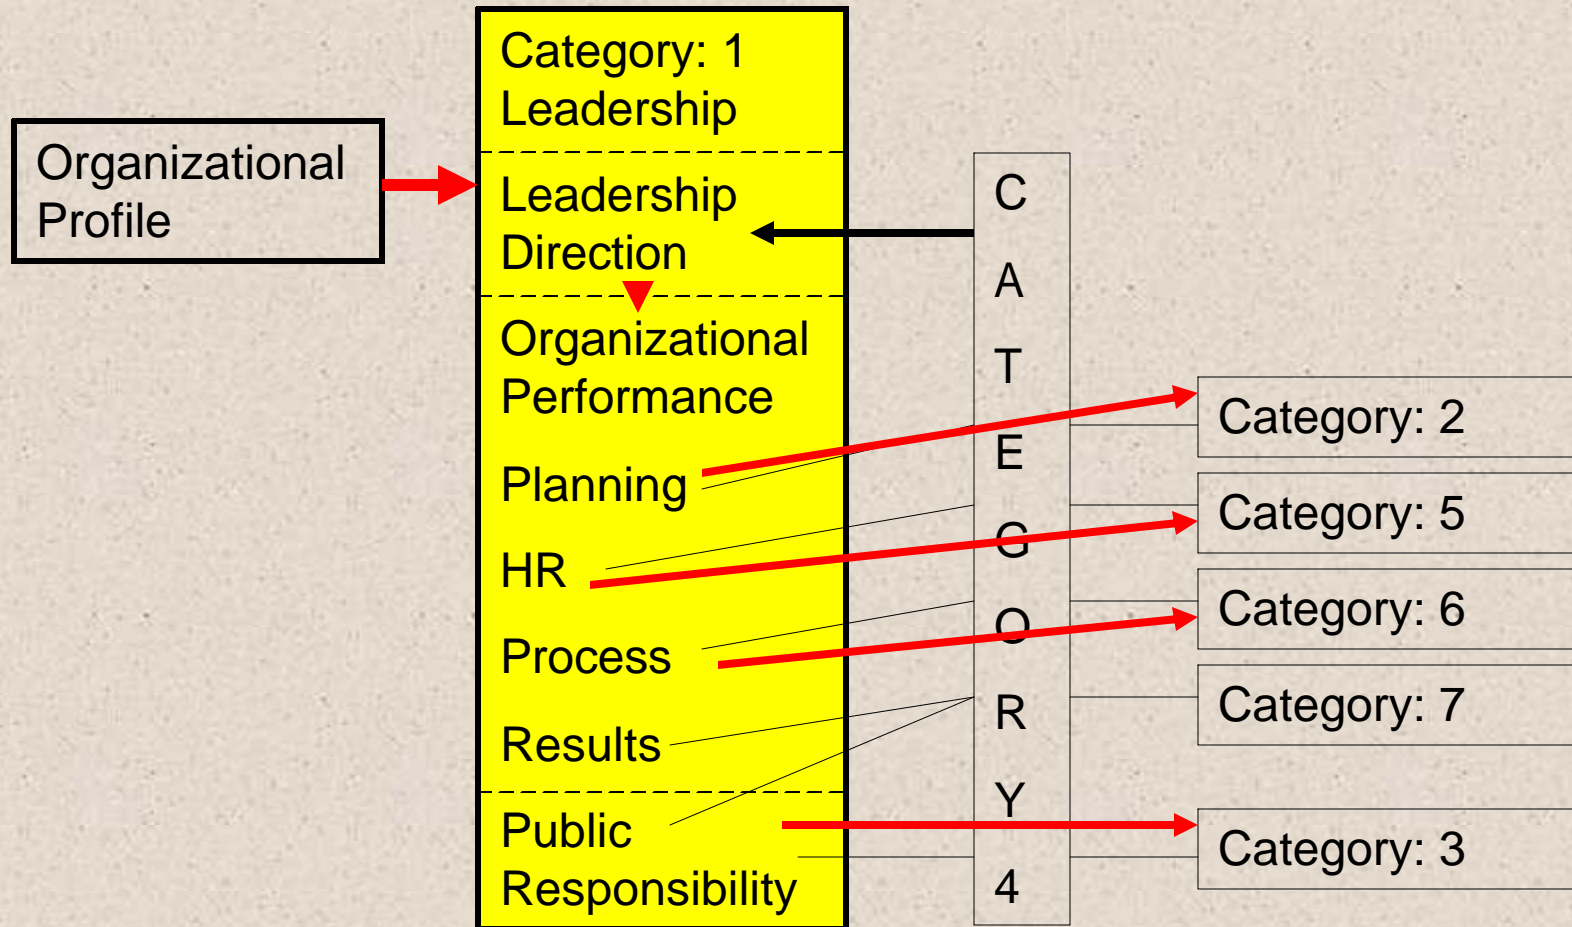 Organizational
Profile
Category: 1
Leadership
Leadership
Direction
Organizational
Performance
Planning
HR
Process
Results
Public
Responsibility
C
A
T
E
G
O
R
Y
4
Category: 2
Category: 5
Category: 6
Category: 7
Category: 3